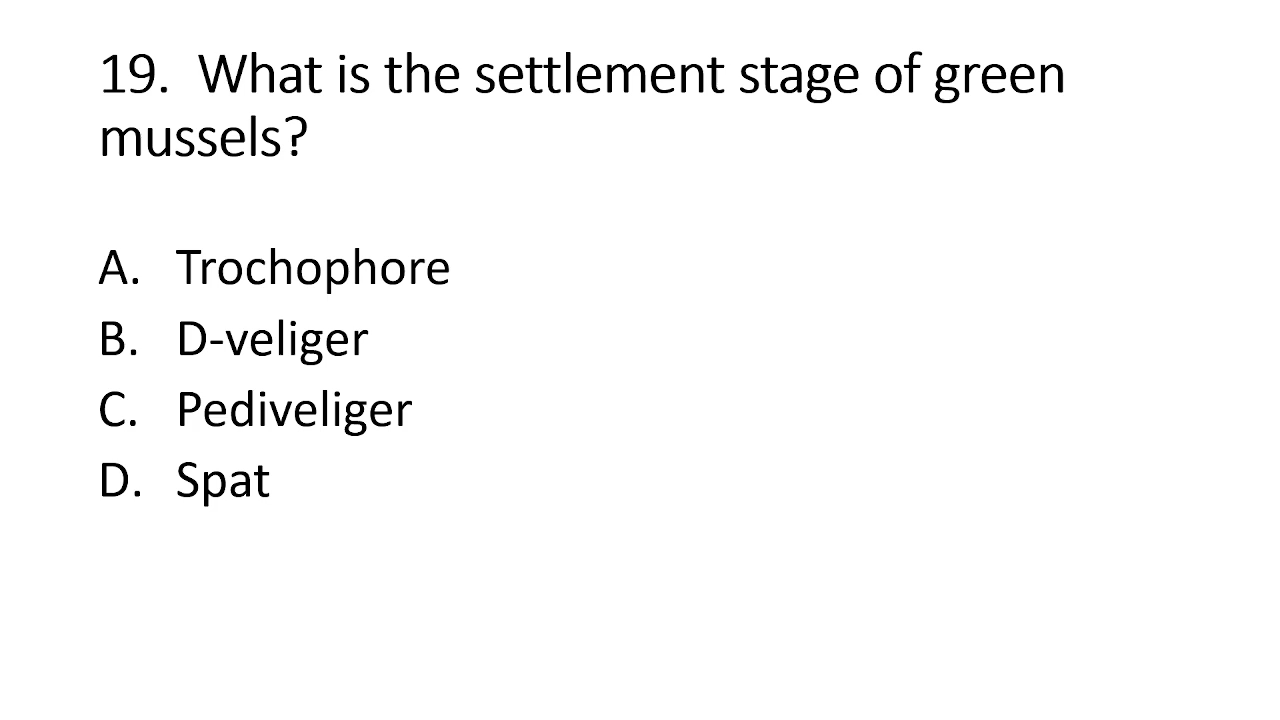 19. What is the settlement stage of green
mussels?
A. Trochophore
B. D-veliger
C. Pediveliger
D. Spat